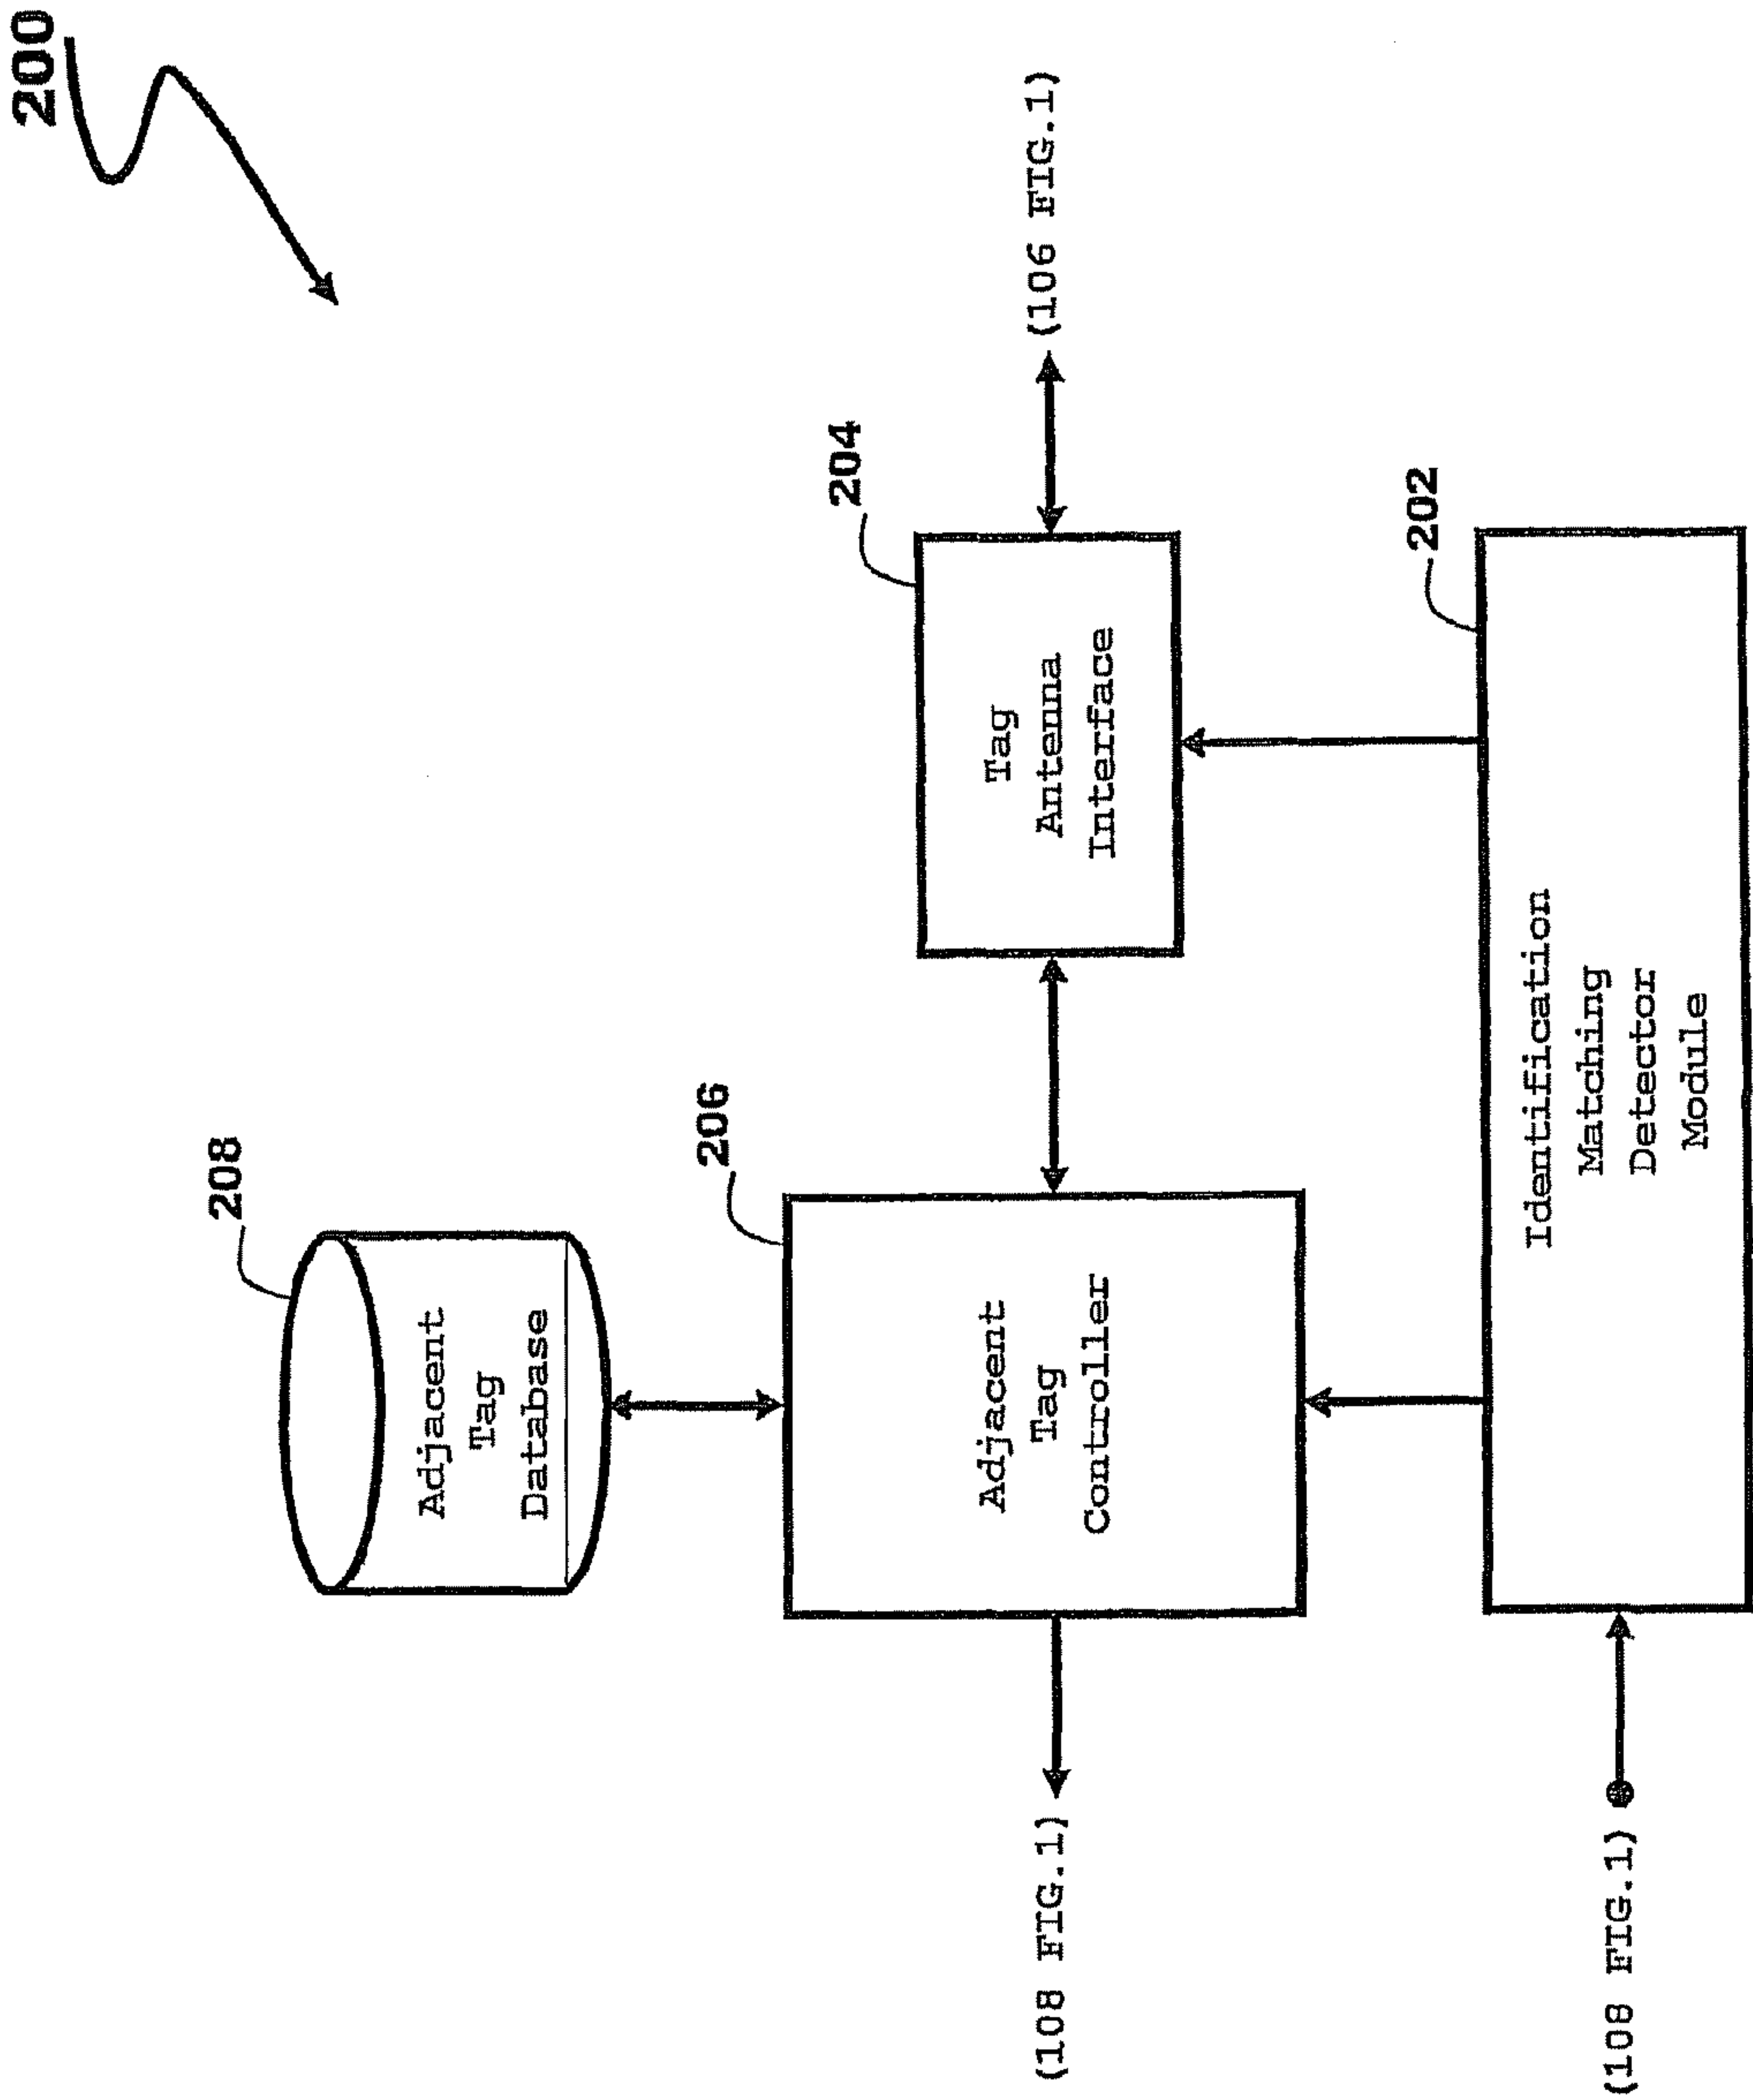 200
208
Adjacent
Tag
Database
206
Adjacent
Tag
Controller
204
Tag
Antenna
Interface
(106 FIG.1)
(108 FIG.1)
202
Identification
Matching
Detector
Module
(108 FIG.1)